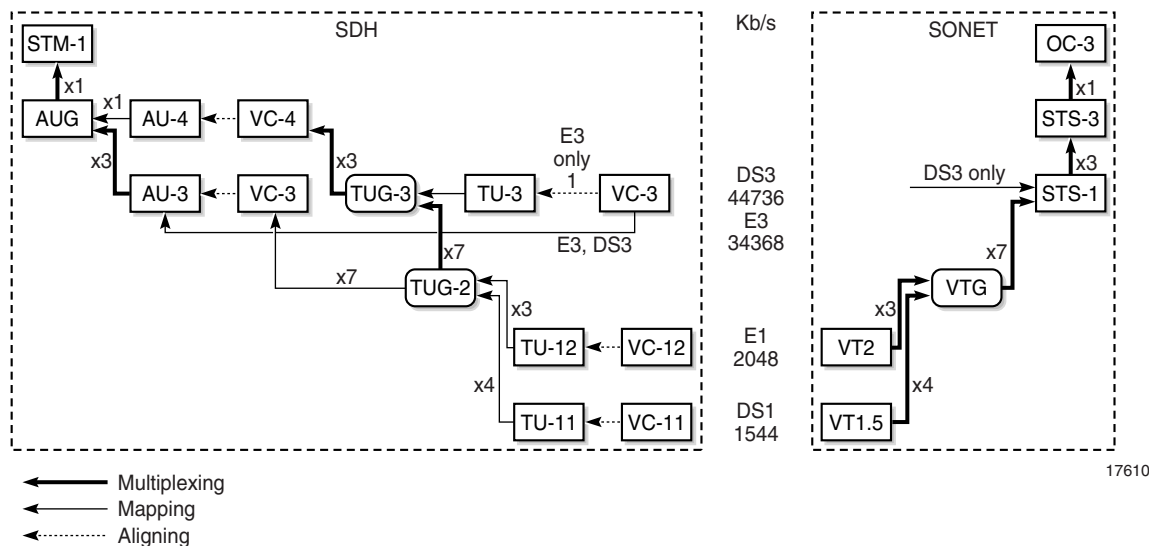 SDH
Kb/s
SONET
STM-1
OC-3
x1
x1
AUG
x1
AU-4
VC-4
STS-3
E3
only
1
x3
x3
x3
AU-3
VC-3
TUG-3
TU-3
VC-3
DS3
44736
E3
34368
DS3 only
STS-1
E3, DS3
x7
x7
x7
TUG-2
VTG
x3
x3
TU-12
VC-12
E1
2048
VT2
x4
x4
TU-11
VC-11
DS1
1544
VT1.5
17610
Multiplexing
Mapping
Aligning